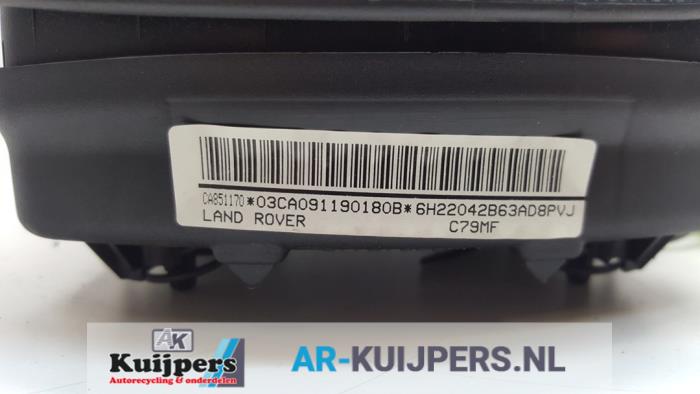 CA851170*03CA091190180B*6H22042B63AD8PVJ
LAND ROVER C79MF
AK
Kuijpers
Autorecycling & onderdelen
AR-KUIJPERS.NL